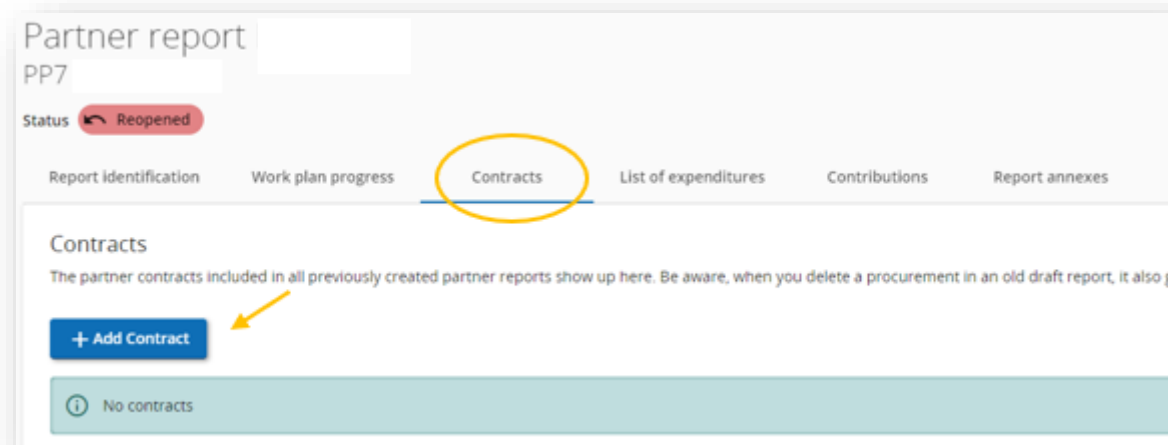 Partner report
PP7
Status Reopened
Report identification Work plan progress Contracts List of expenditures Contributions Report annexes
Contracts
The partner contracts included in all previously created partner reports show up here. Be aware, when you delete a procurement in an old draft report, it also
+ Add Contract
No contracts